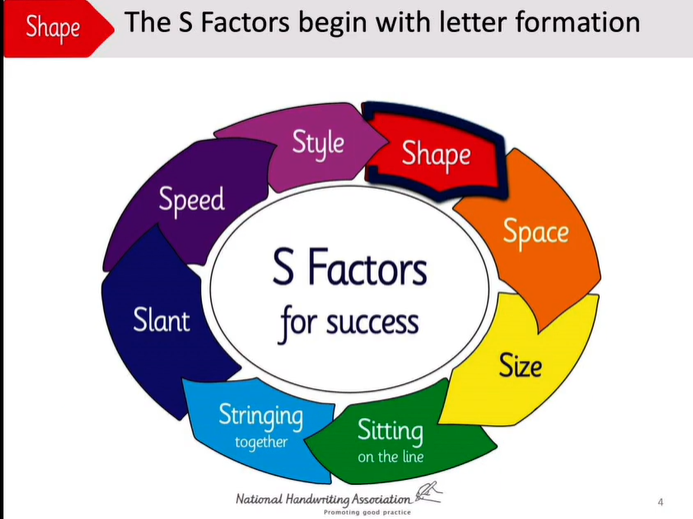 Shape
The S Factors begin with letter formation
Style
Shape
Speed
Space
S Factors
for success
Slant
Size
Stringing
together
Sitting
on the line
National Handwriting Association
Promoting good practice
4